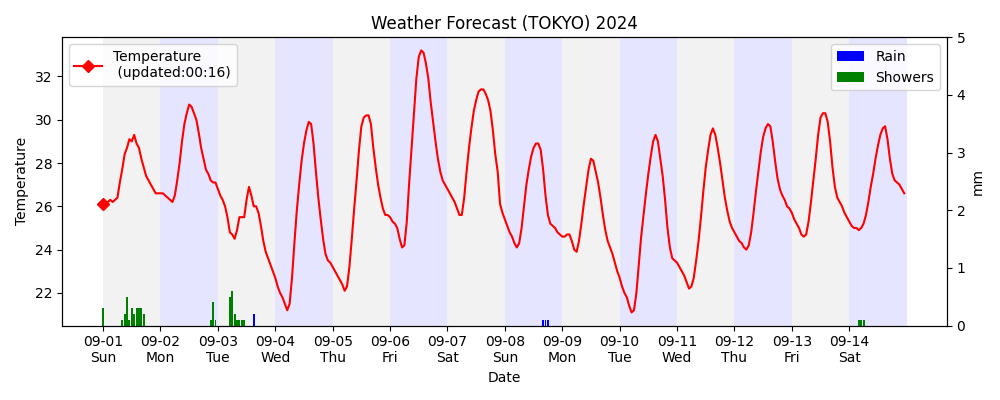 Weather Forecast (TOKYO) 2024
Temperature
(updated:00:16)
Rain
Showers
Temperature
32
30
28
26
24
22
5
4
3
2
1
0
mm
09-01 09-02 09-03 09-04 09-05 09-06 09-07 09-08 09-09 09-10 09-11 09-12 09-13 09-14
Sun Mon Tue Wed Thu Fri Sat Sun Mon Tue Wed Thu Fri Sat
Date